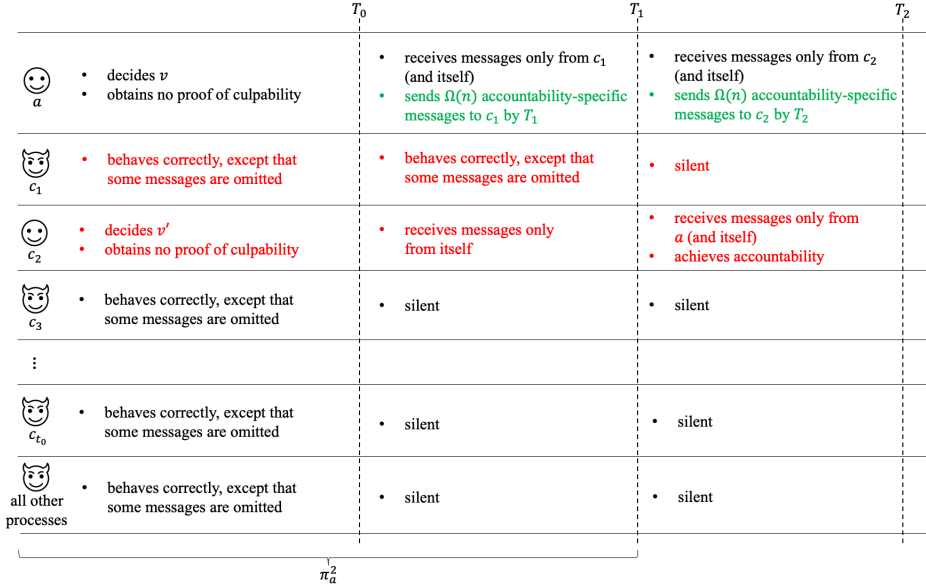 T₀ T₁ T₂
a
• decides v
• obtains no proof of culpability
• receives messages only from c₁
(and itself)
• sends Ω(n) accountability-specific
messages to c₁ by T₁
• receives messages only from c₂
(and itself)
• sends Ω(n) accountability-specific
messages to c₂ by T₂
c₁
• behaves correctly, except that
some messages are omitted
• behaves correctly, except that
some messages are omitted
• silent
c₂
• decides v′
• obtains no proof of culpability
• receives messages only
from itself
• receives messages only from
a (and itself)
• achieves accountability
c₃
• behaves correctly, except that
some messages are omitted
• silent
• silent
⋮
c_{t₀}
• behaves correctly, except that
some messages are omitted
• silent
• silent
all other
processes
• behaves correctly, except that
some messages are omitted
• silent
• silent
π_a^2